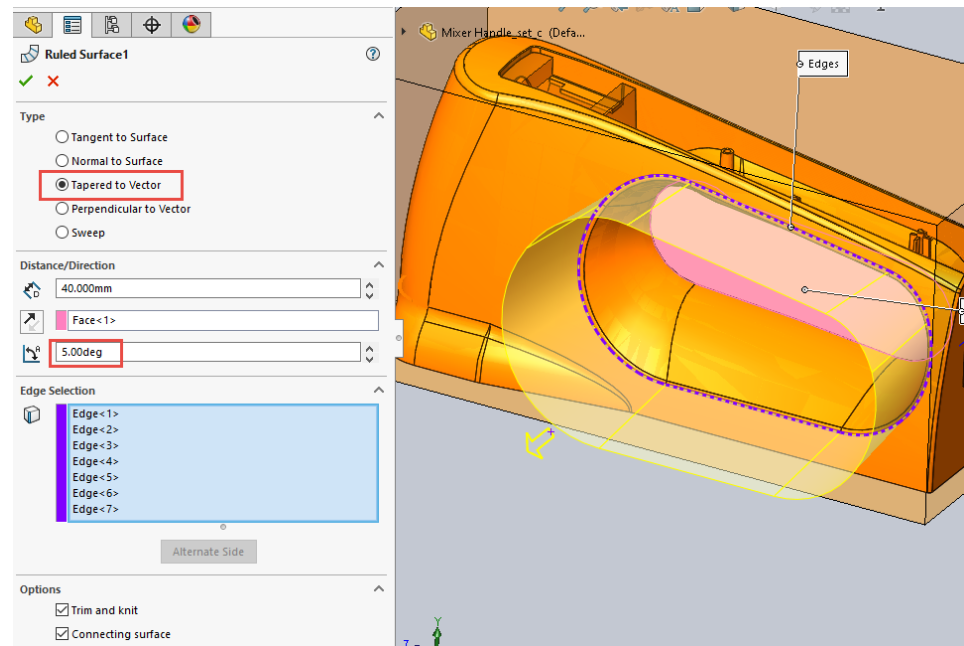 Mixer Handle_set_c (Defa...
Ruled Surface1
Edges
Type
Tangent to Surface
Normal to Surface
Tapered to Vector
Perpendicular to Vector
Sweep
Distance/Direction
40.000mm
Face<1>
5.00deg
Edge Selection
Edge<1>
Edge<2>
Edge<3>
Edge<4>
Edge<5>
Edge<6>
Edge<7>
Alternate Side
Options
Trim and knit
Connecting surface
Y
Z